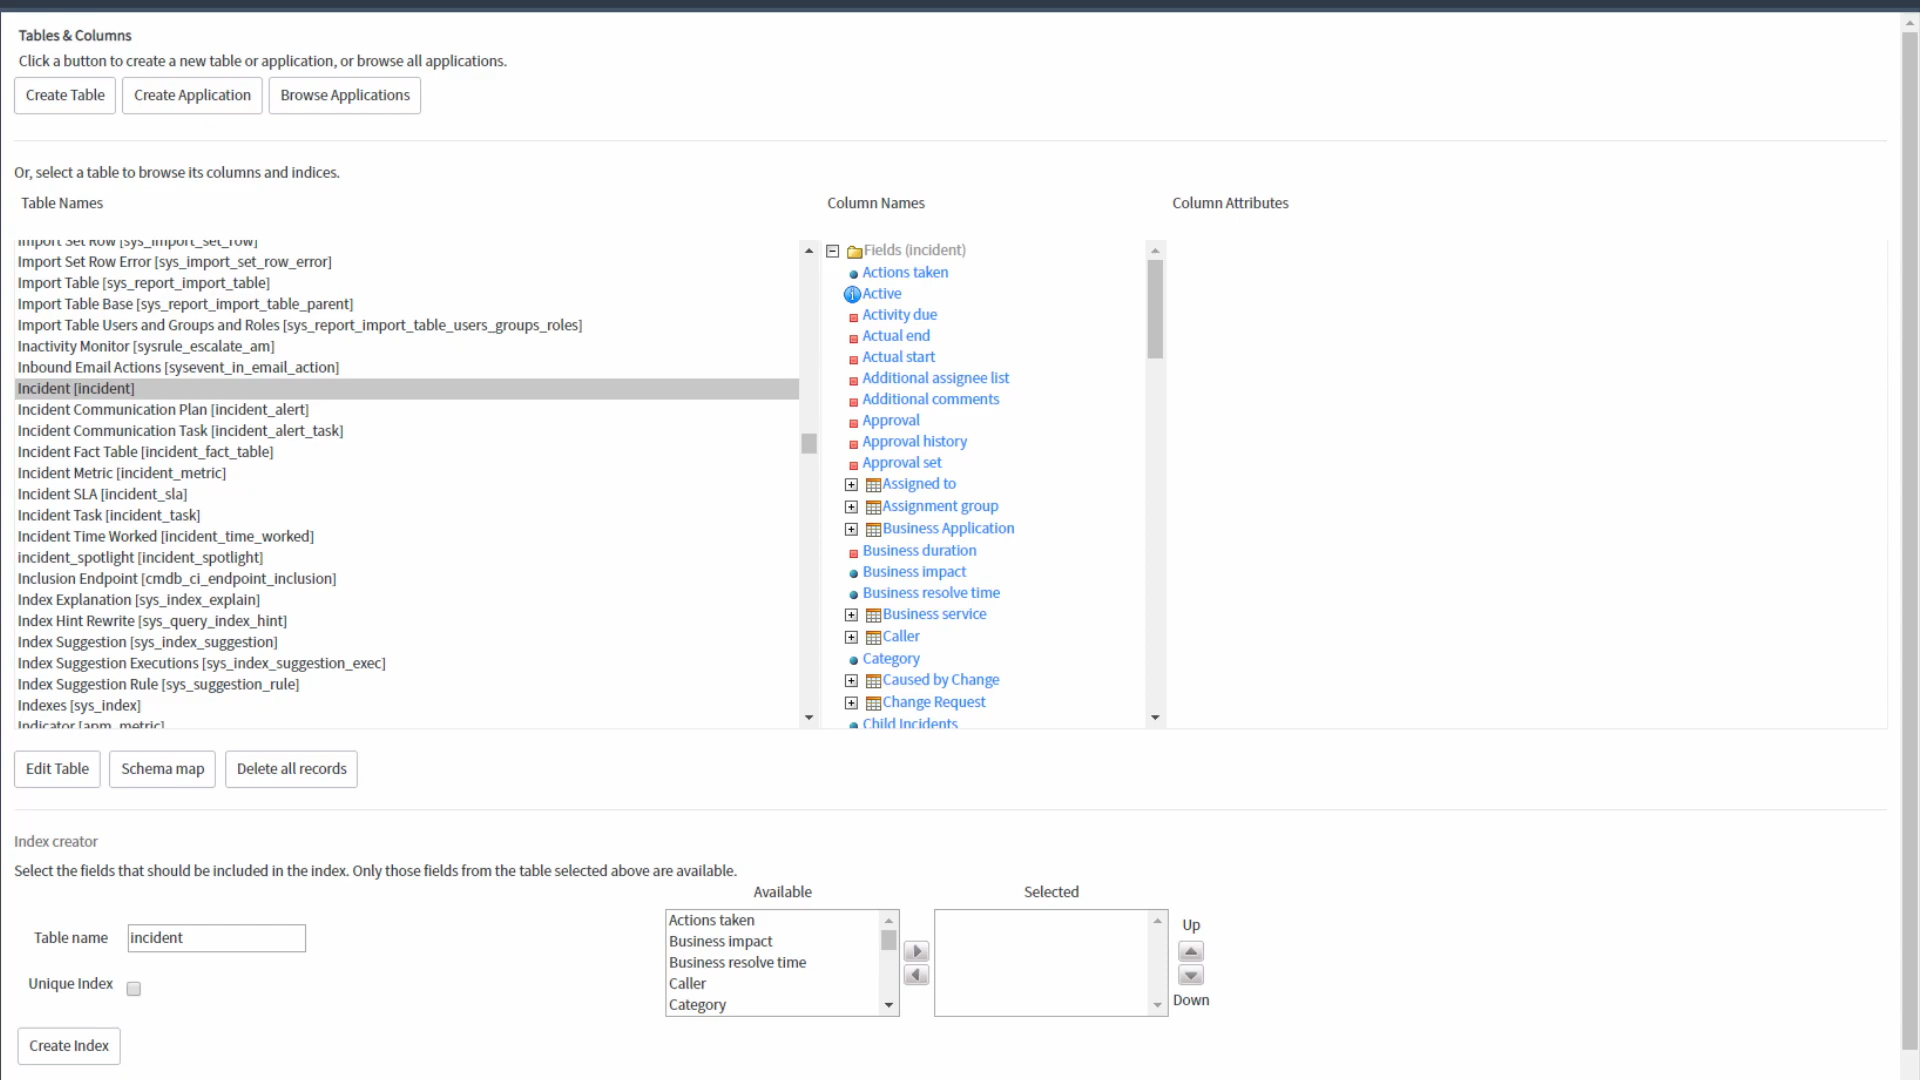 Tables & Columns
Click a button to create a new table or application, or browse all applications.
Create Table
Create Application
Browse Applications
Or, select a table to browse its columns and indices.
Table Names
Column Names
Column Attributes
Import Set Row [sys_import_set_row]
Import Set Row Error [sys_import_set_row_error]
Import Table [sys_report_import_table]
Import Table Base [sys_report_import_table_parent]
Import Table Users and Groups and Roles [sys_report_import_table_users_groups_roles]
Inactivity Monitor [sysrule_escalate_am]
Inbound Email Actions [sysevent_in_email_action]
Incident [incident]
Incident Communication Plan [incident_alert]
Incident Communication Task [incident_alert_task]
Incident Fact Table [incident_fact_table]
Incident Metric [incident_metric]
Incident SLA [incident_sla]
Incident Task [incident_task]
Incident Time Worked [incident_time_worked]
incident_spotlight [incident_spotlight]
Inclusion Endpoint [cmdb_ci_endpoint_inclusion]
Index Explanation [sys_index_explain]
Index Hint Rewrite [sys_query_index_hint]
Index Suggestion [sys_index_suggestion]
Index Suggestion Executions [sys_index_suggestion_exec]
Index Suggestion Rule [sys_suggestion_rule]
Indexes [sys_index]
Indicator [apm_metric]
Fields (incident)
Actions taken
Active
Activity due
Actual end
Actual start
Additional assignee list
Additional comments
Approval
Approval history
Approval set
Assigned to
Assignment group
Business Application
Business duration
Business impact
Business resolve time
Business service
Caller
Category
Caused by Change
Change Request
Child Incidents
Edit Table
Schema map
Delete all records
Index creator
Select the fields that should be included in the index. Only those fields from the table selected above are available.
Available
Selected
Table name
incident
Unique Index
Actions taken
Business impact
Business resolve time
Caller
Category
Up
Down
Create Index